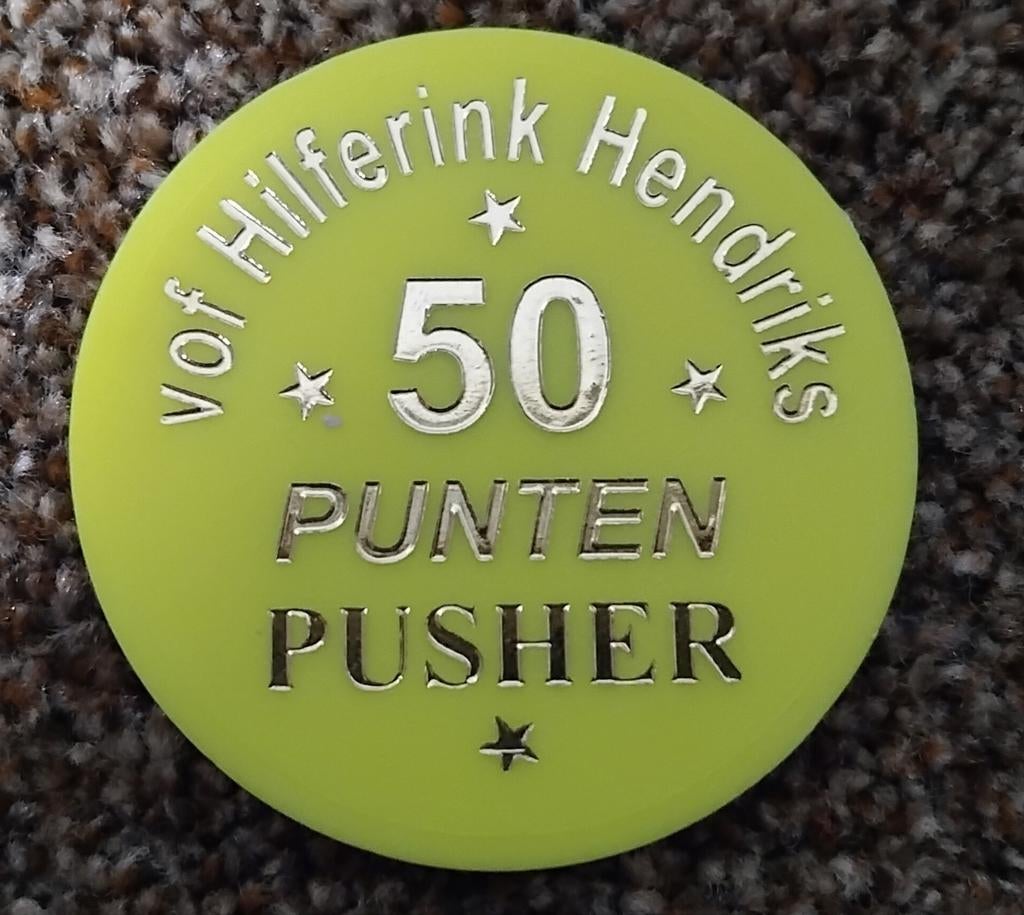 vof Hilferink Hendriks
50
PUNTEN
PUSHER